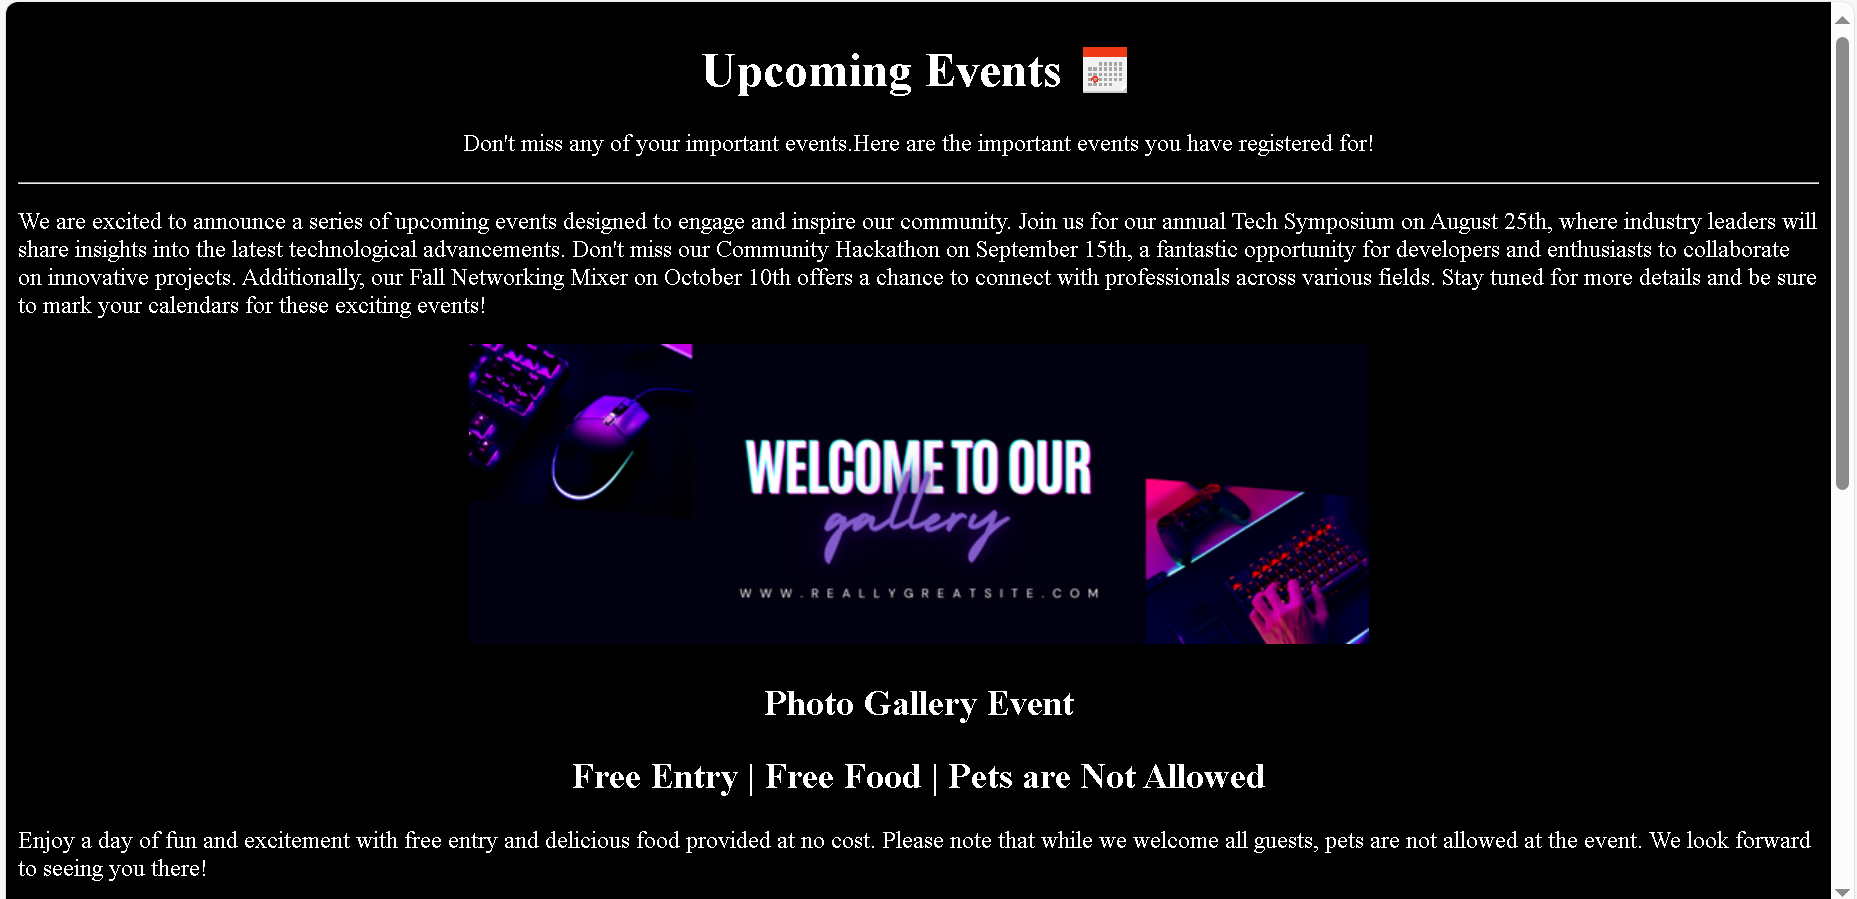 Upcoming Events
Don't miss any of your important events.Here are the important events you have registered for!
We are excited to announce a series of upcoming events designed to engage and inspire our community. Join us for our annual Tech Symposium on August 25th, where industry leaders will
share insights into the latest technological advancements. Don't miss our Community Hackathon on September 15th, a fantastic opportunity for developers and enthusiasts to collaborate
on innovative projects. Additionally, our Fall Networking Mixer on October 10th offers a chance to connect with professionals across various fields. Stay tuned for more details and be sure
to mark your calendars for these exciting events!
WELCOME TO OUR
gallery
WWW.REALLYGREATSITE.COM
Photo Gallery Event
Free Entry | Free Food | Pets are Not Allowed
Enjoy a day of fun and excitement with free entry and delicious food provided at no cost. Please note that while we welcome all guests, pets are not allowed at the event. We look forward
to seeing you there!